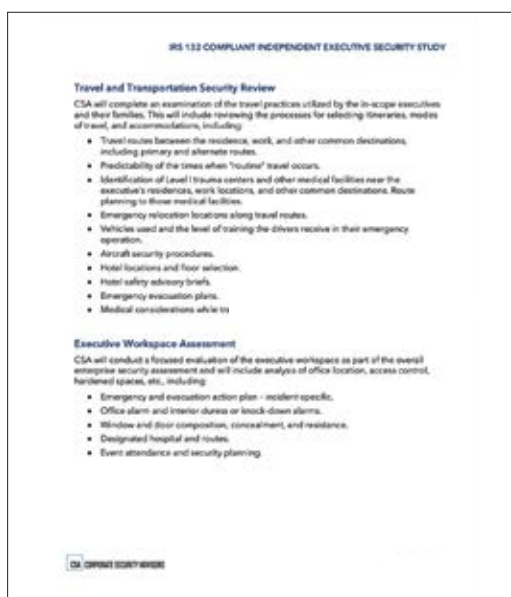 IRS 132 COMPLIANT INDEPENDENT EXECUTIVE SECURITY STUDY
Travel and Transportation Security Review
CSA will complete an examination of the travel practices utilized by the in-scope executives
and their families. This will include reviewing the processes for selecting itineraries, modes
of travel, and accommodations, including:
• Travel routes between the residence, work, and other common destinations,
including primary and alternate routes.
• Predictability of the times when "routine" travel occurs.
• Identification of Level I trauma centers and other medical facilities near the
executive's residences, work locations, and other common destinations. Route
planning to those medical facilities.
• Emergency relocation locations along travel routes.
• Vehicles used and the level of training the drivers receive in their emergency
operation.
• Aircraft security procedures.
• Hotel locations and floor selection.
• Hotel safety advisory briefs.
• Emergency evacuation plans.
• Medical considerations while tra
Executive Workspace Assessment
CSA will conduct a focused evaluation of the executive workspace as part of the overall
enterprise security assessment and will include analysis of office location, access control,
hardened spaces, etc., including:
• Emergency and evacuation action plan – incident-specific.
• Office alarm and interior duress or knock-down alarms.
• Window and door composition, concealment, and resistance.
• Designated hospital and routes.
• Event attendance and security planning.
CSA CORPORATE SECURITY ADVISORS